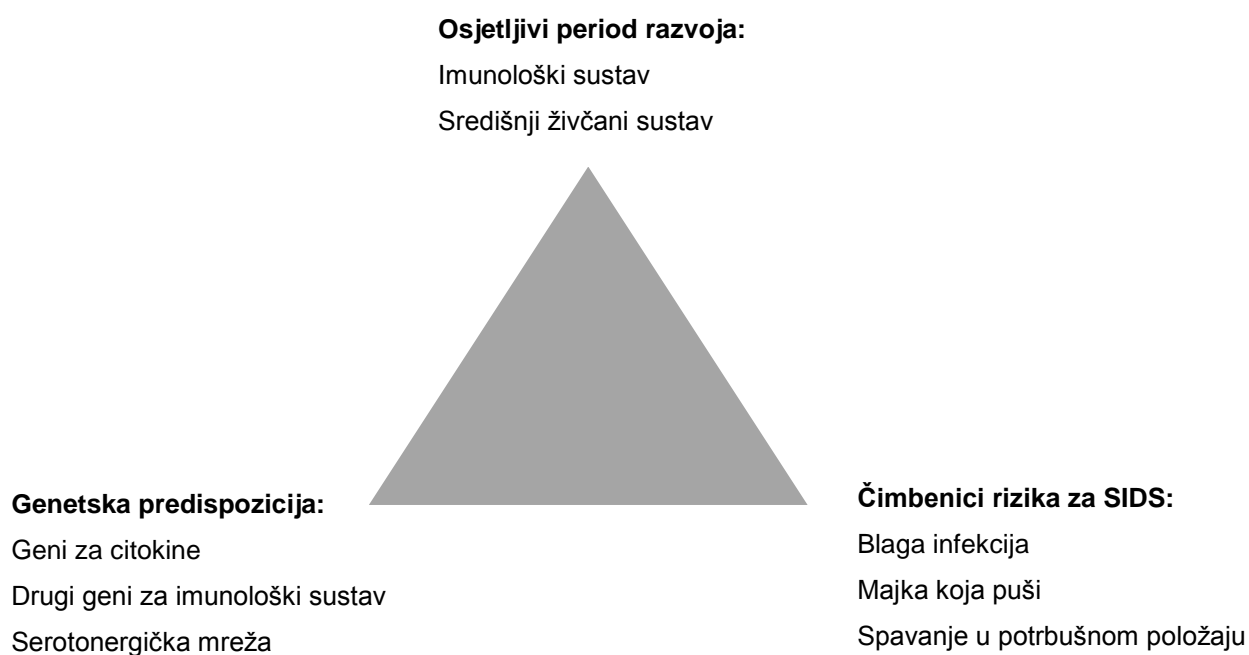 Osjetljivi period razvoja:
Imunološki sustav
Središnji živčani sustav
Genetska predispozicija:
Geni za citokine
Drugi geni za imunološki sustav
Serotonergička mreža
Čimbenici rizika za SIDS:
Blaga infekcija
Majka koja puši
Spavanje u potrbušnom položaju